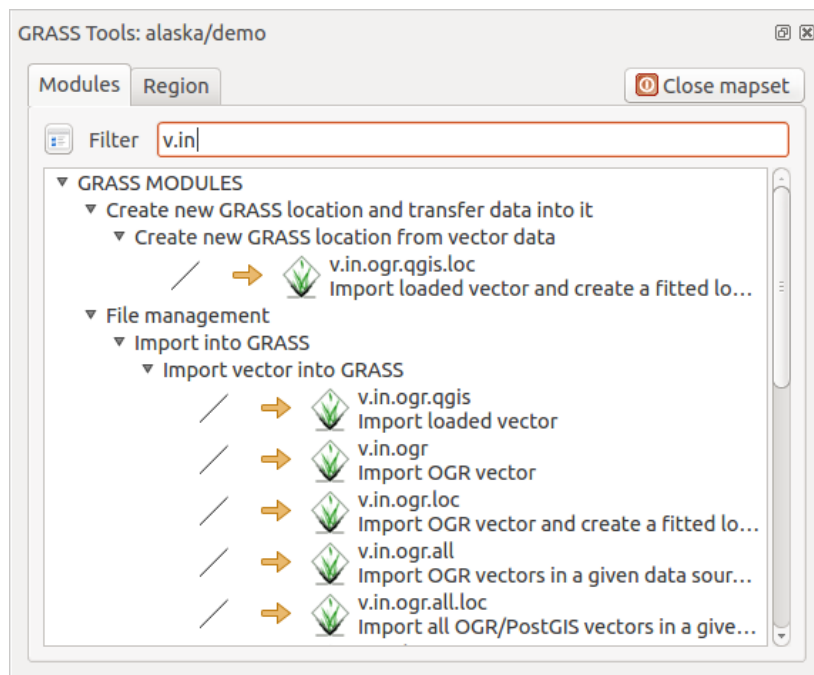 GRASS Tools: alaska/demo
Modules
Region
Close mapset
Filter
v.in
GRASS MODULES
Create new GRASS location and transfer data into it
Create new GRASS location from vector data
v.in.ogr.qgis.loc
Import loaded vector and create a fitted lo...
File management
Import into GRASS
Import vector into GRASS
v.in.ogr.qgis
Import loaded vector
v.in.ogr
Import OGR vector
v.in.ogr.loc
Import OGR vector and create a fitted lo...
v.in.ogr.all
Import OGR vectors in a given data sour...
v.in.ogr.all.loc
Import all OGR/PostGIS vectors in a give...